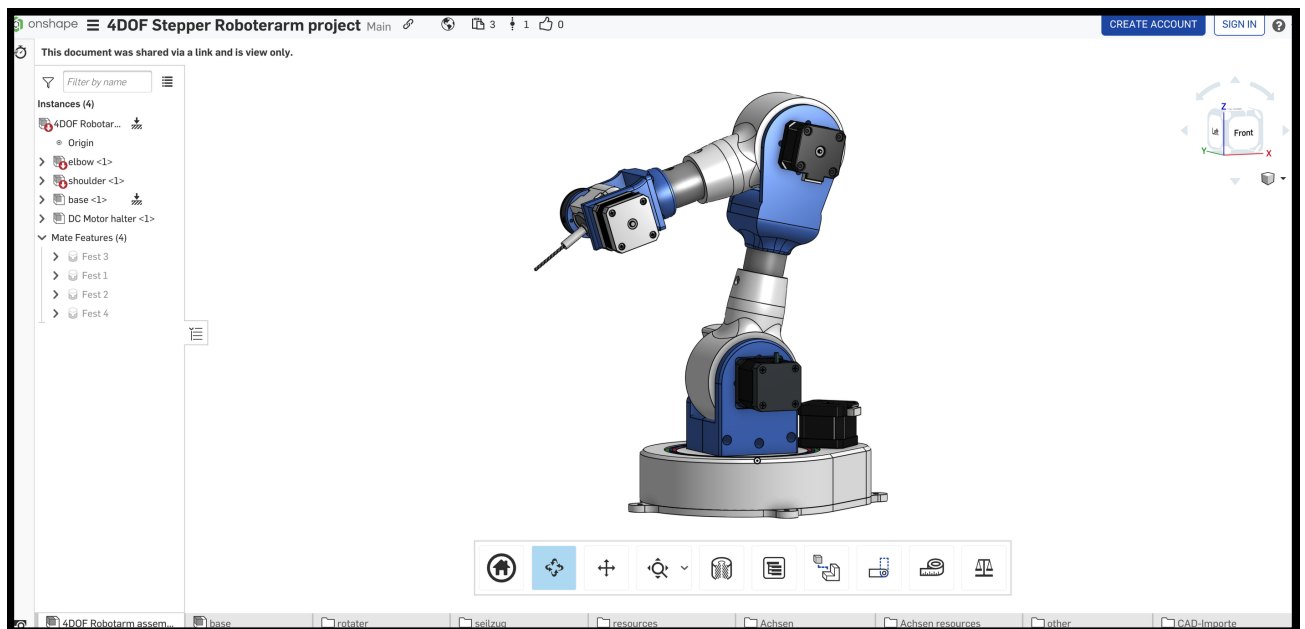 onshape 4DOF Stepper Roboterarm project Main 3 1 0 CREATE ACCOUNT SIGN IN
This document was shared via a link and is view only.
Filter by name
Instances (4)
4DOF Robotar...
Origin
elbow <1>
shoulder <1>
base <1>
DC Motor halter <1>
Mate Features (4)
Fest 3
Fest 1
Fest 2
Fest 4
Z
Left Front
Y X
4DOF Robotarm assem... base rotater seilzug resources Achsen Achsen resources other CAD-Importe